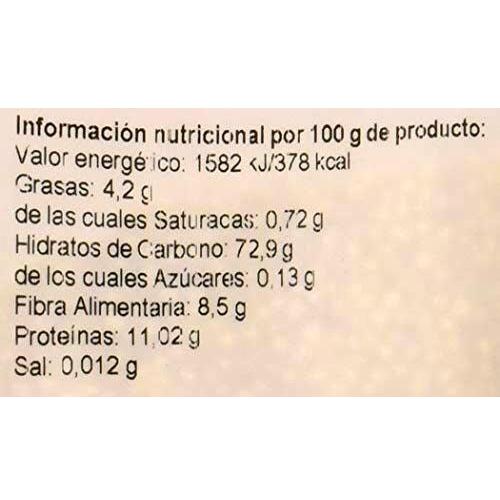 Información nutricional por 100 g de producto:
Valor energético: 1582 kJ/378 kcal
Grasas: 4,2 g
de las cuales Saturadas: 0,72 g
Hidratos de Carbono: 72,9 g
de los cuales Azúcares: 0,13 g
Fibra Alimentaria: 8,5 g
Proteínas: 11,02 g
Sal: 0,012 g